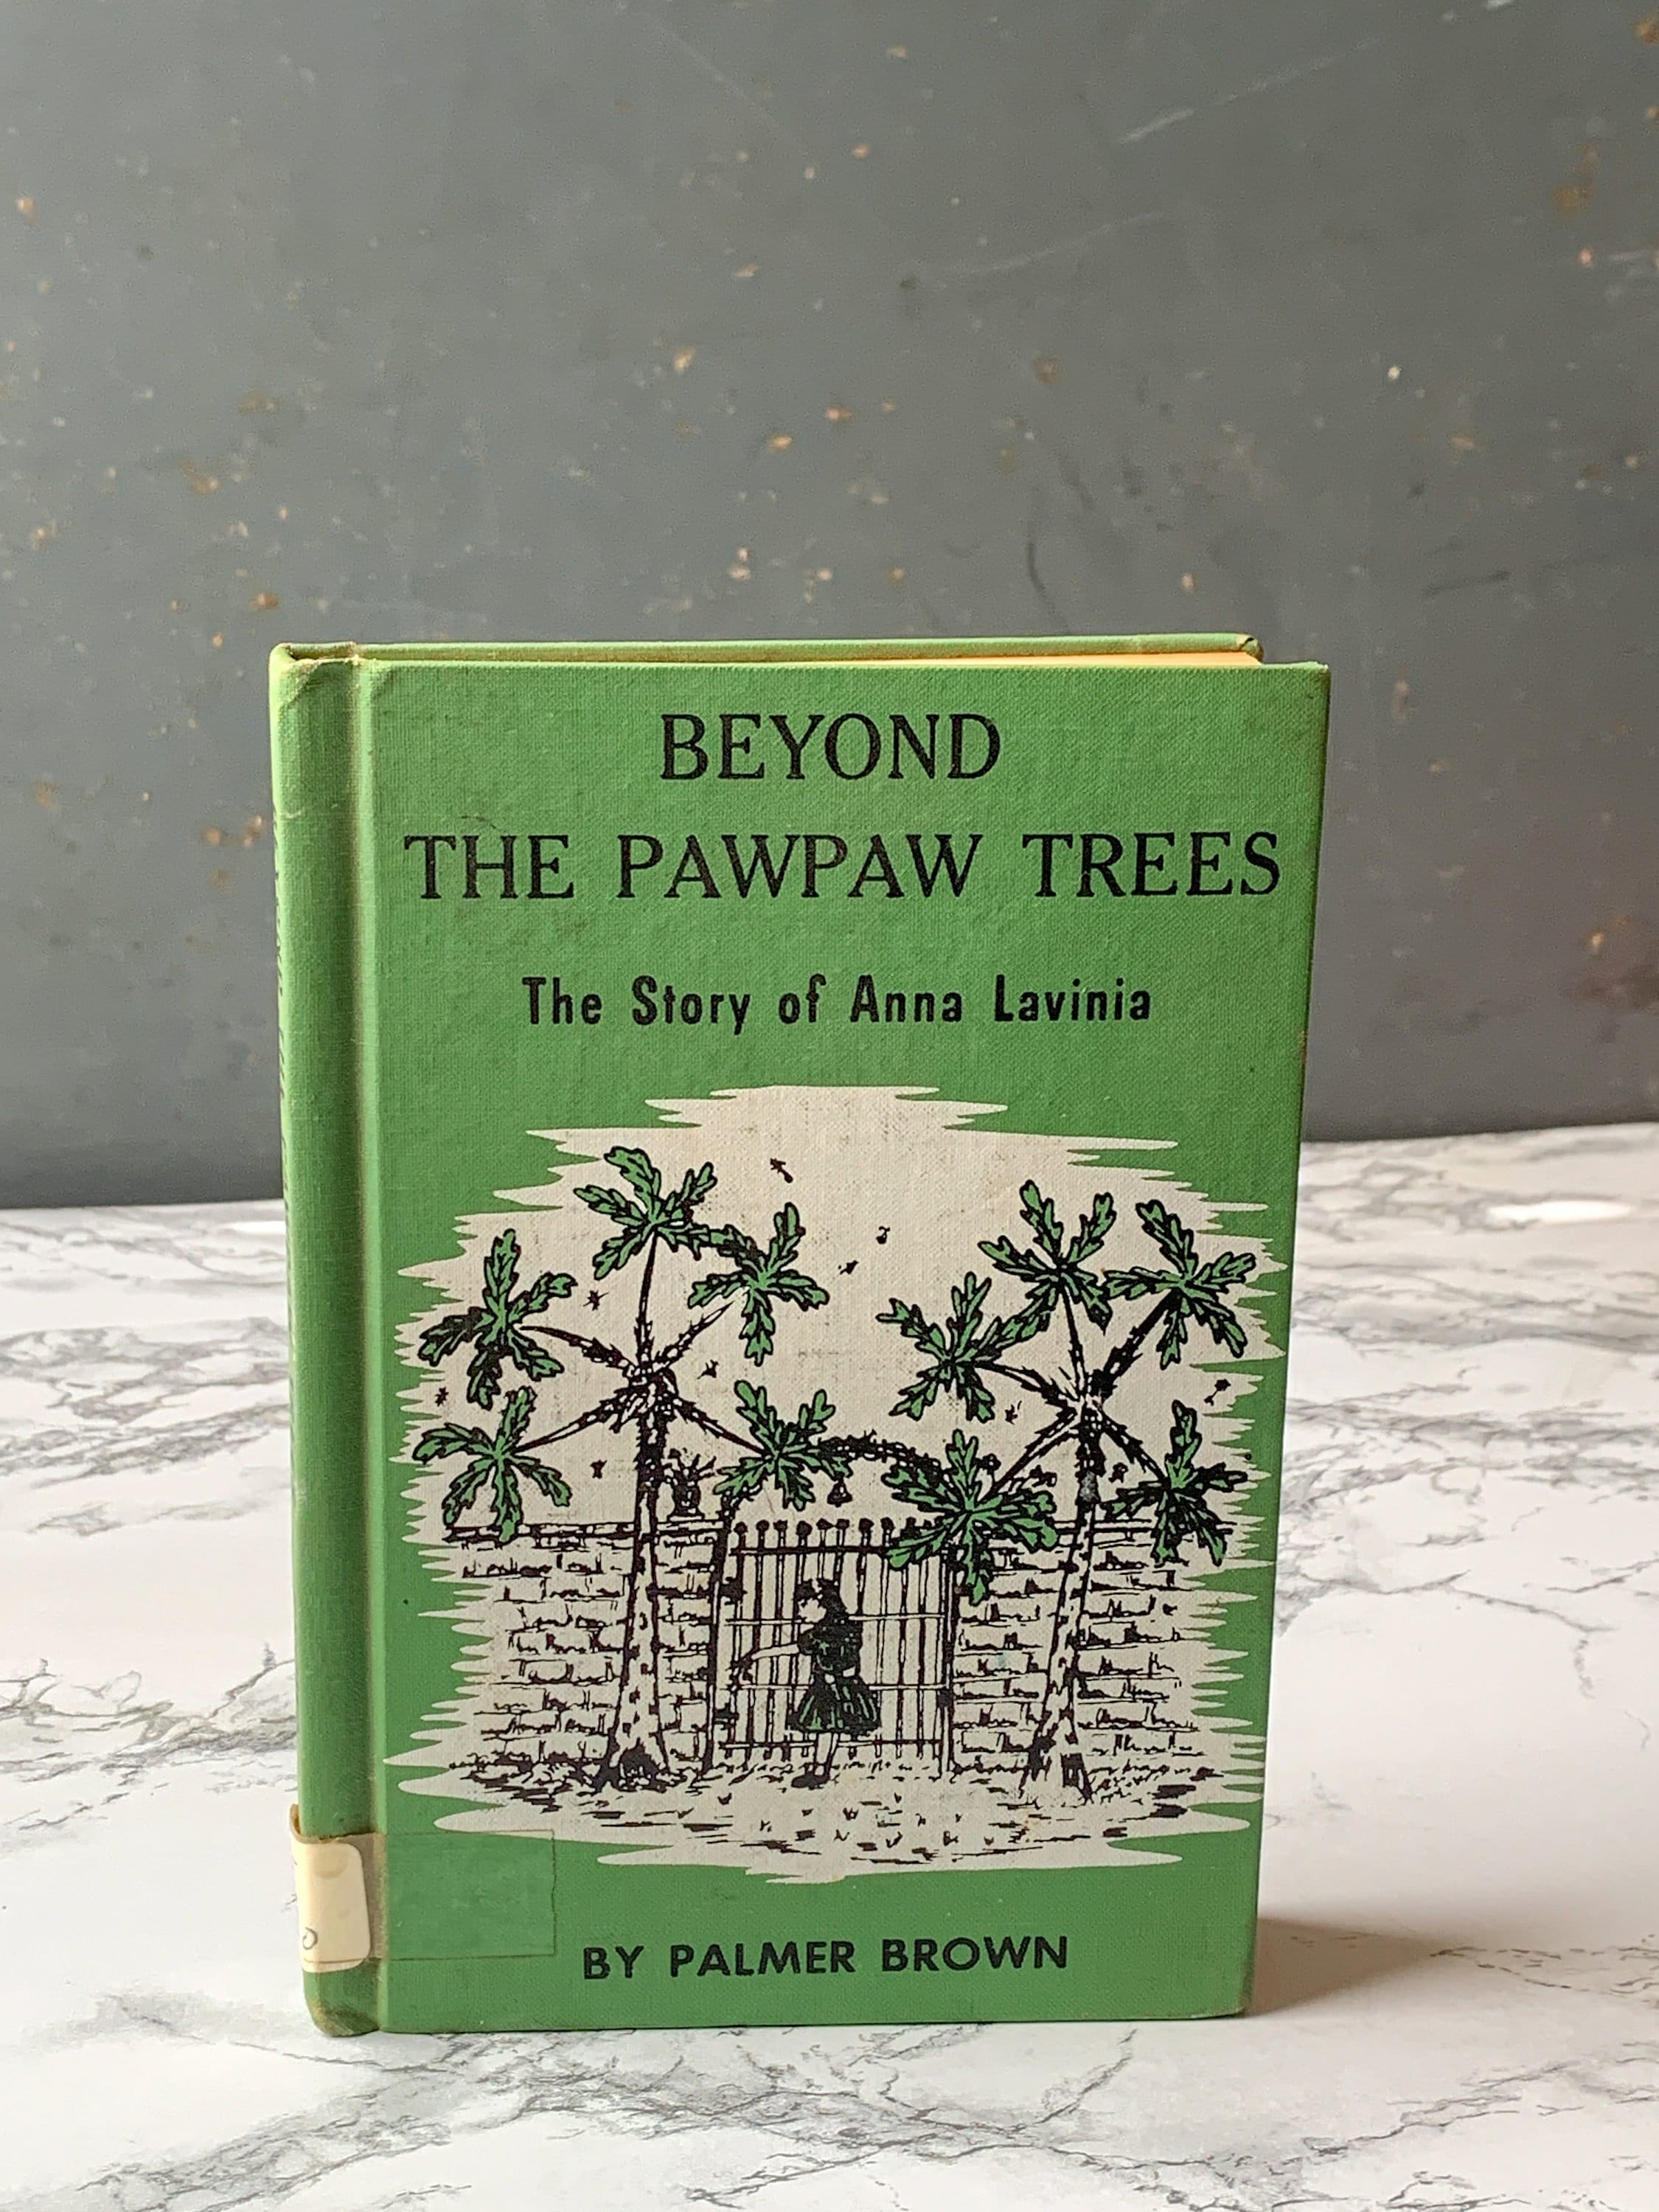 BEYOND
THE PAWPAW TREES
The Story of Anna Lavinia
BY PALMER BROWN